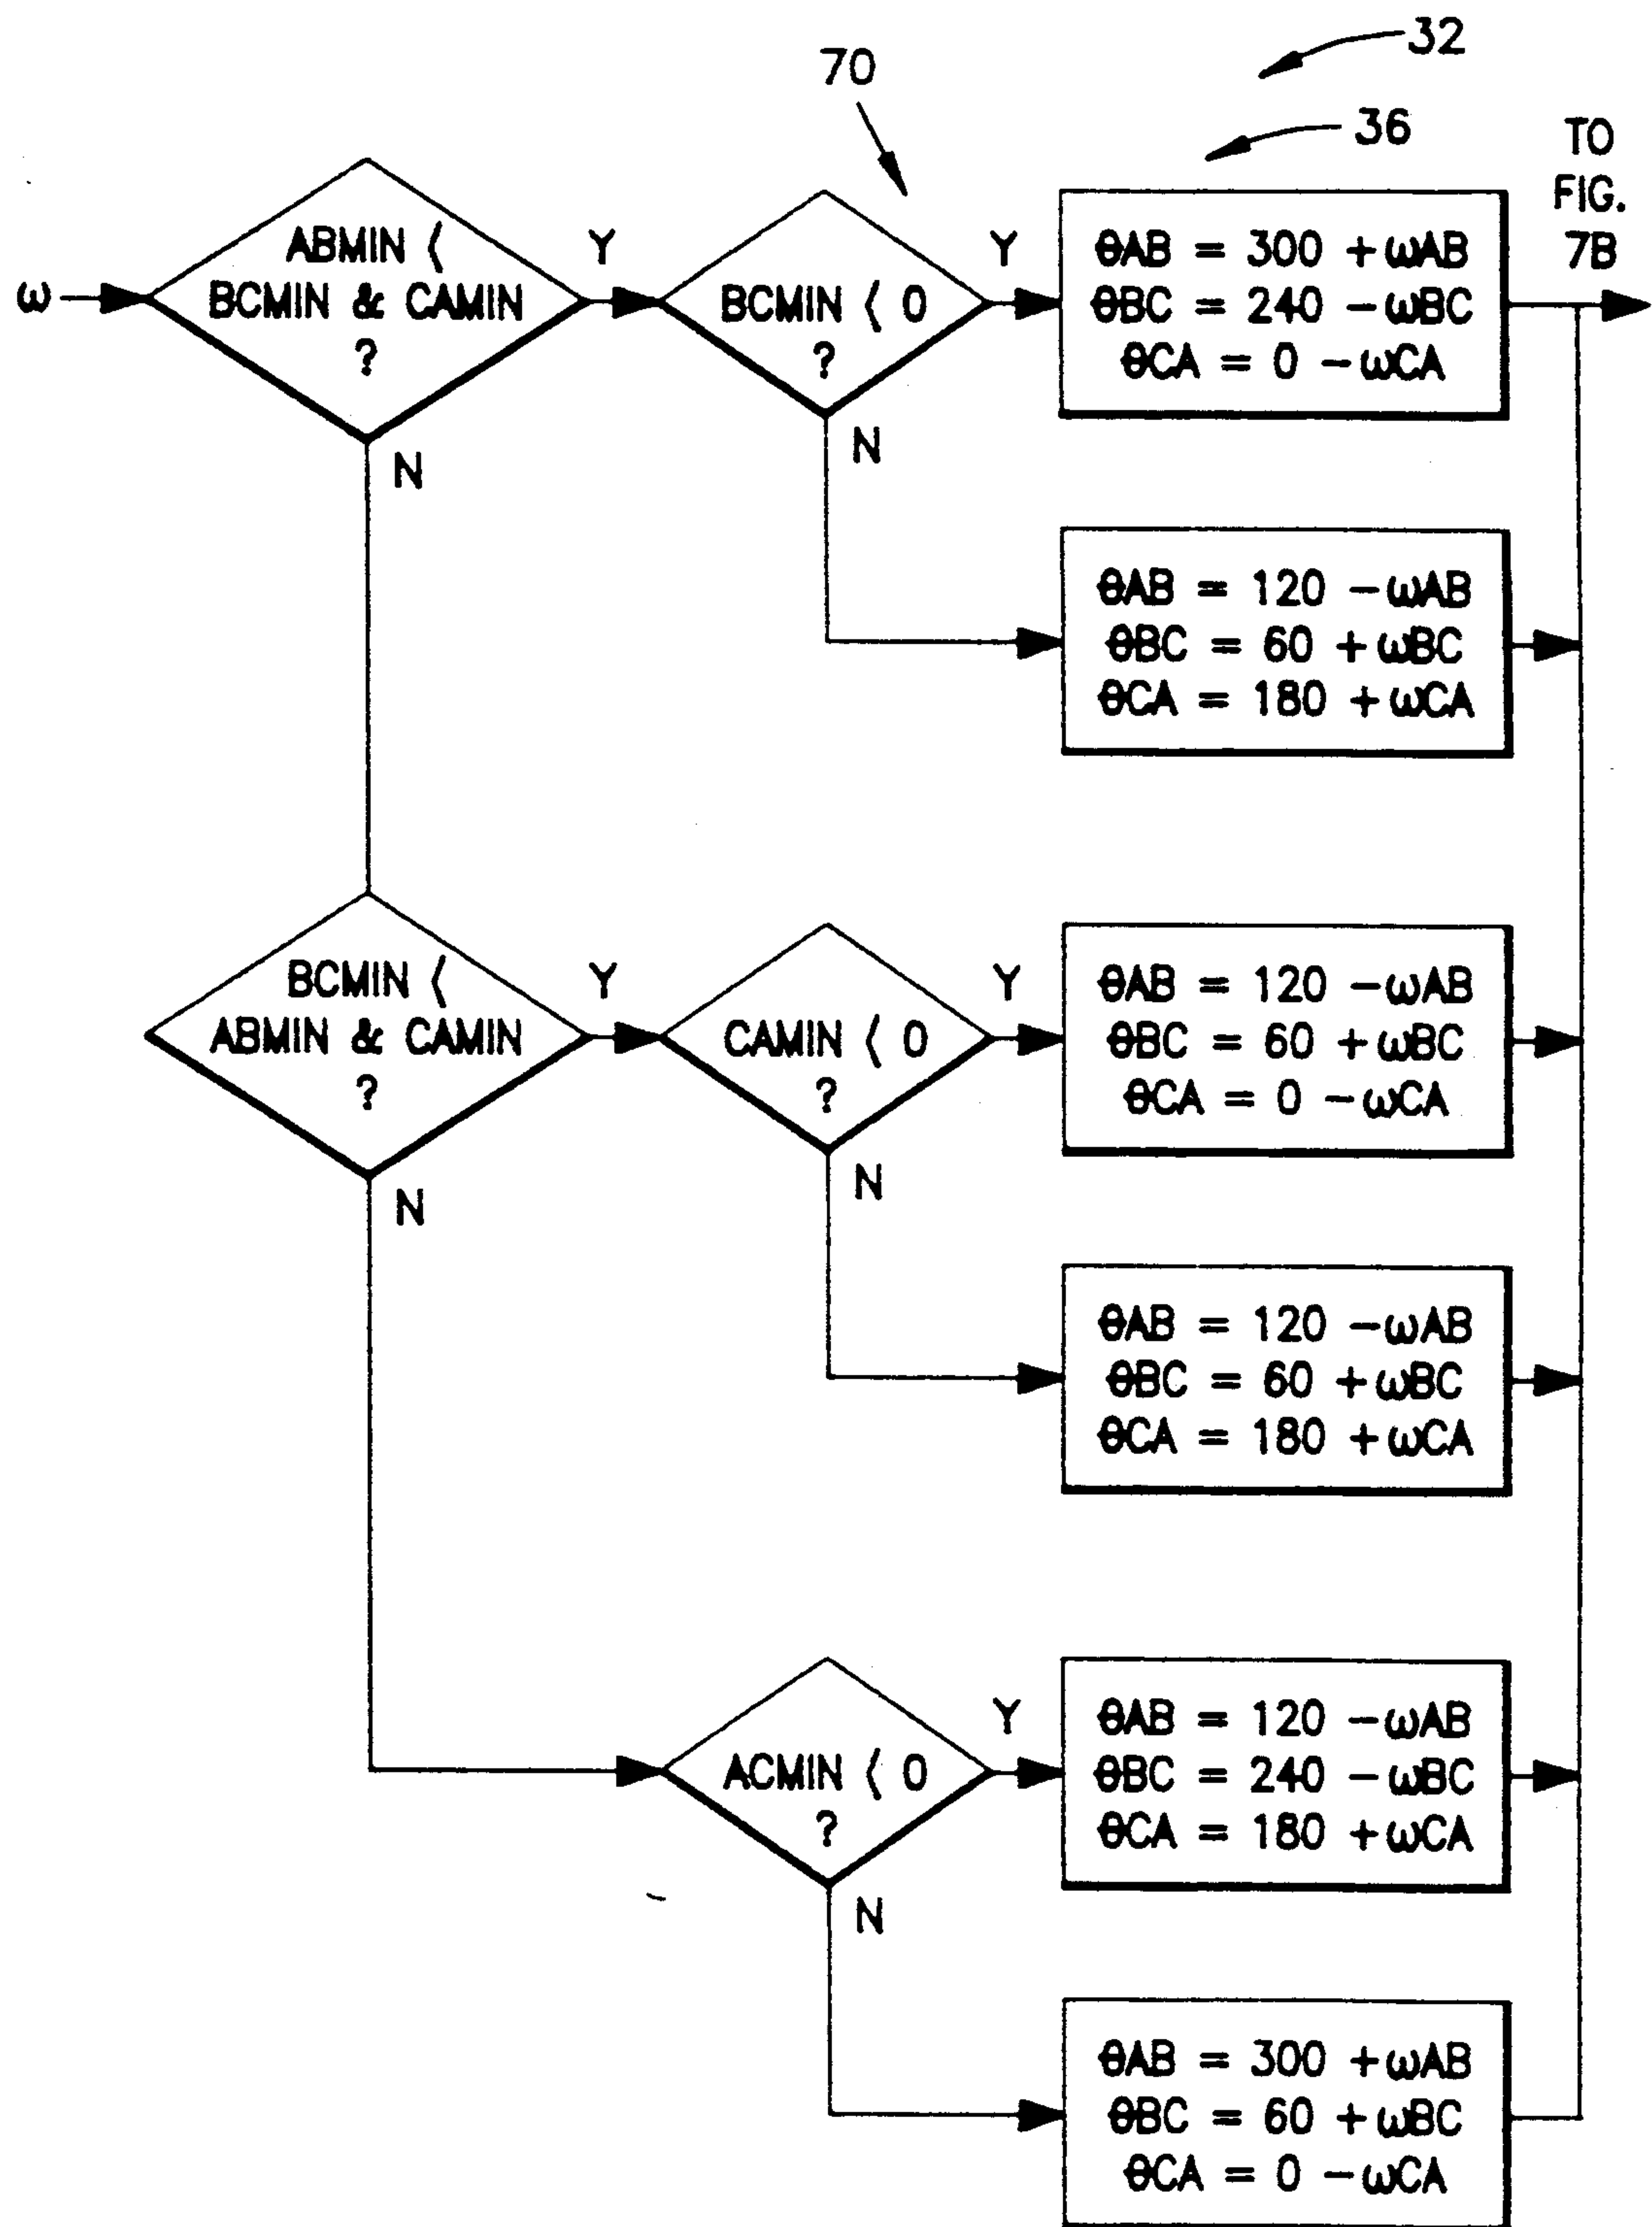 32
70
36
TO
FIG.
7B
ω
ABMIN <
BCMIN & CAMIN
?
Y
N
BCMIN < 0
?
Y
N
θAB = 300 + ωAB
θBC = 240 - ωBC
θCA = 0 - ωCA
θAB = 120 - ωAB
θBC = 60 + ωBC
θCA = 180 + ωCA
BCMIN <
ABMIN & CAMIN
?
Y
N
CAMIN < 0
?
Y
N
θAB = 120 - ωAB
θBC = 60 + ωBC
θCA = 0 - ωCA
θAB = 120 - ωAB
θBC = 60 + ωBC
θCA = 180 + ωCA
ACMIN < 0
?
Y
N
θAB = 120 - ωAB
θBC = 240 - ωBC
θCA = 180 + ωCA
θAB = 300 + ωAB
θBC = 60 + ωBC
θCA = 0 - ωCA